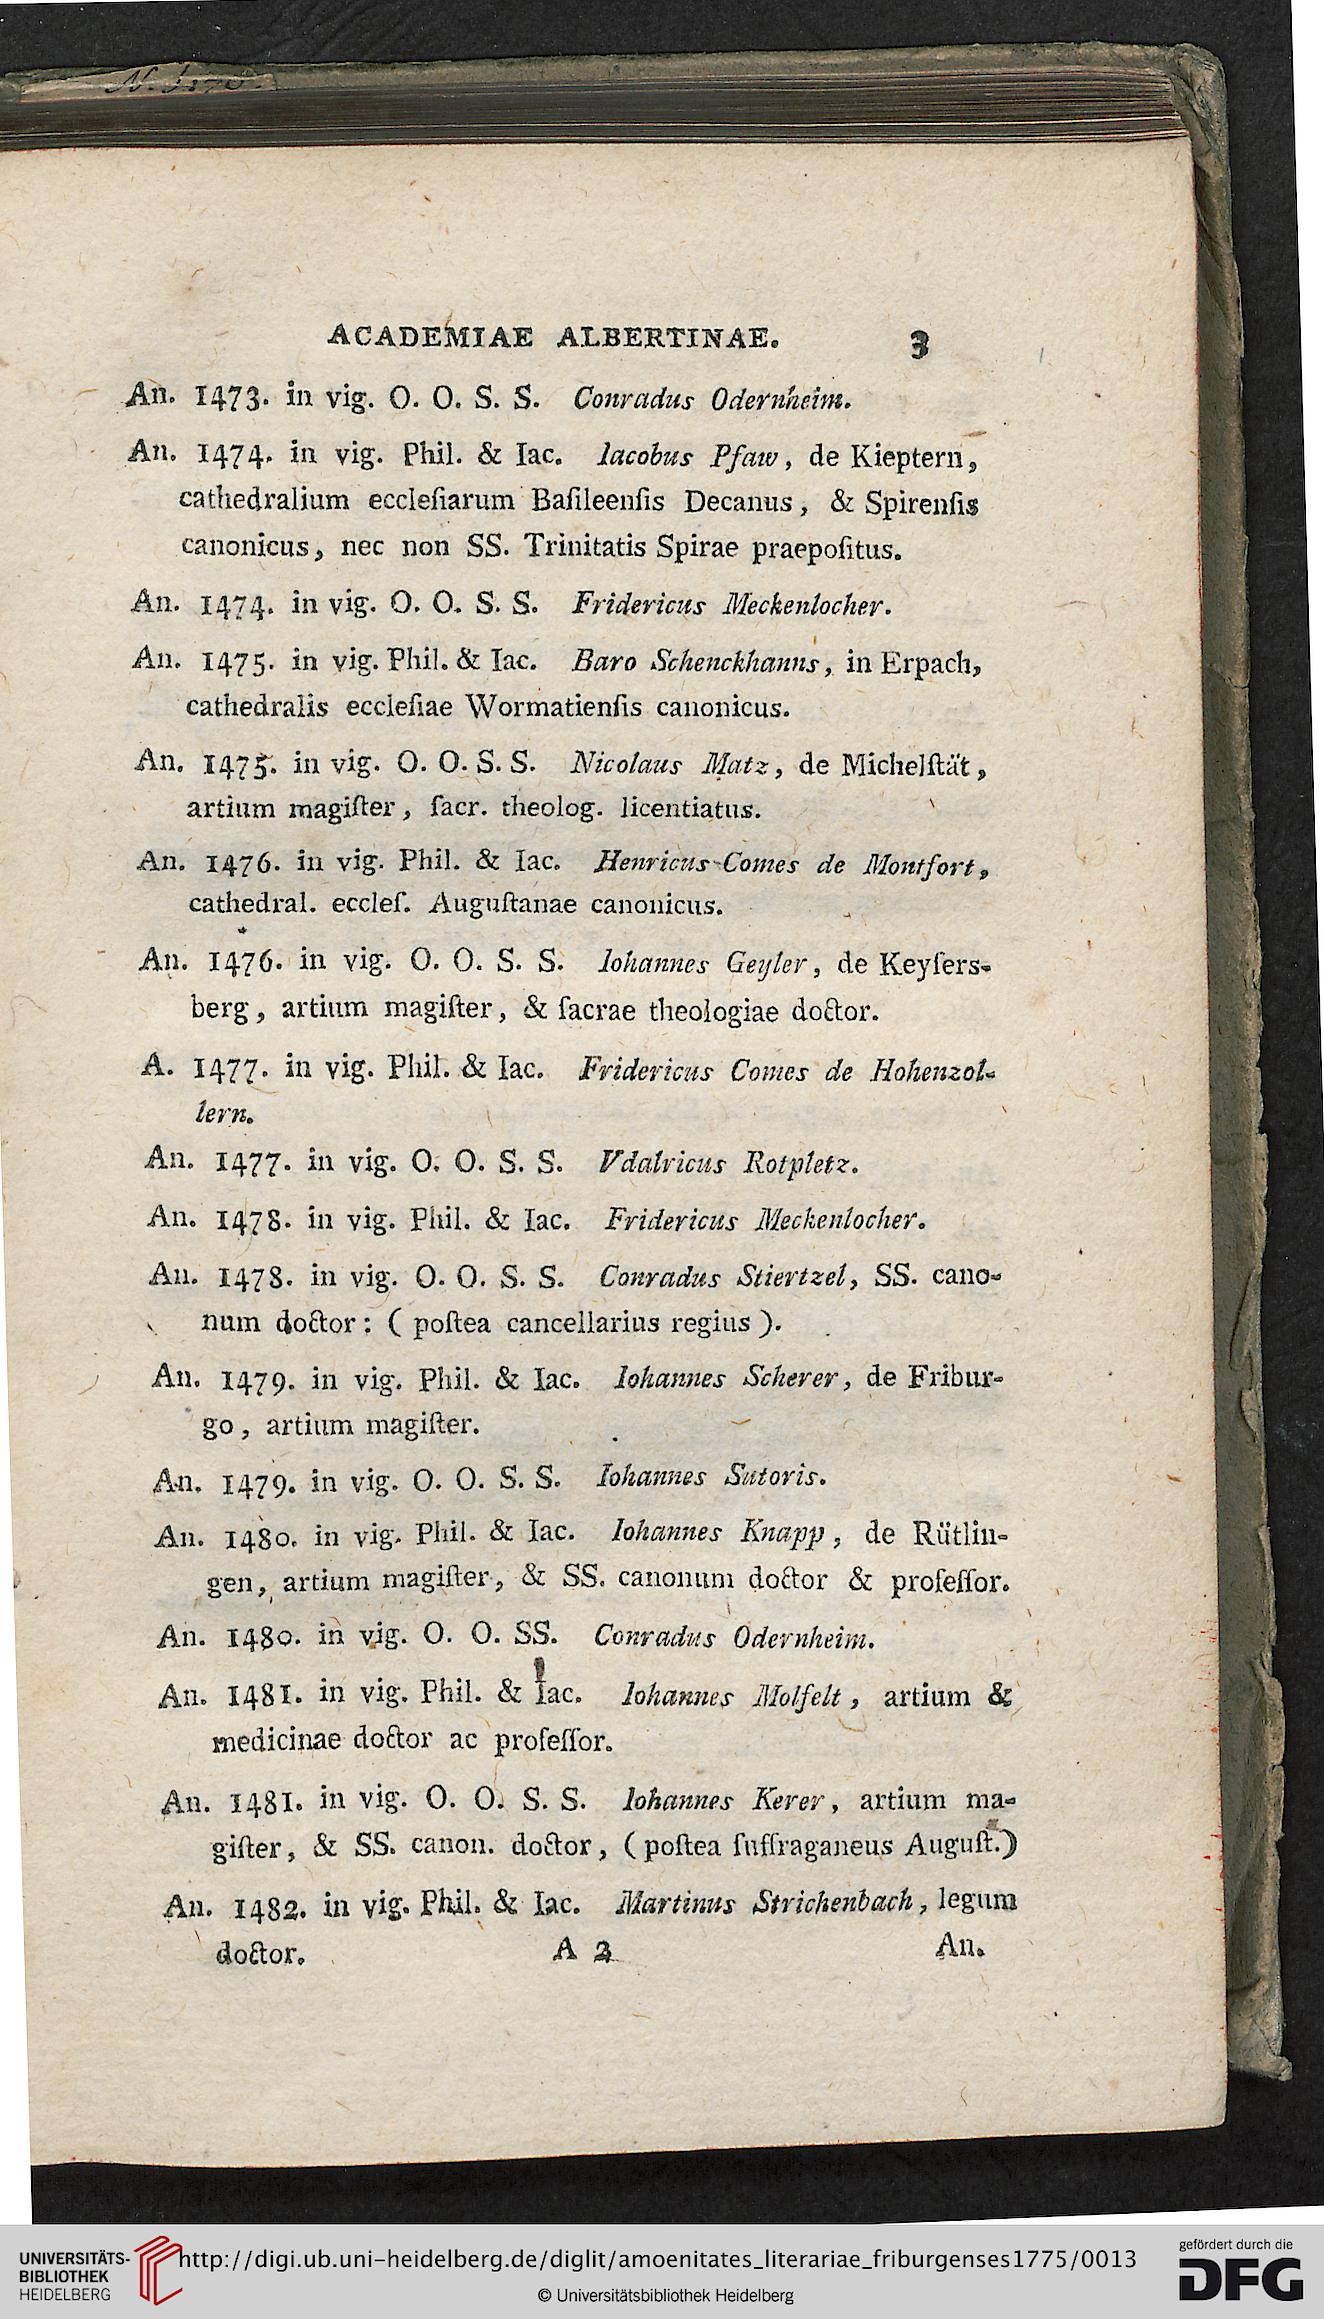 N. 1270.
ACADEMIAE ALBERTINAE. 3
An. 1473. in vig. O. O. S. S. Conradus Odernheim.
An. 1474. in vig. Phil. & Iac. Iacobus Pfaw, de Kieptern,
cathedralium eccleſiarum Baſileenſis Decanus, & Spirenſis
canonicus, nec non SS. Trinitatis Spirae praepoſitus.
An. 1474. in vig. O. O. S. S. Fridericus Meckenlocher.
An. 1475. in vig. Phil. & Iac. Baro Schenckhanns, in Erpach,
cathedralis eccleſiae Wormatienſis canonicus.
An. 1475. in vig. O. O. S. S. Nicolaus Matz, de Michelſtät,
artium magiſter, ſacr. theolog. licentiatus.
An. 1476. in vig. Phil. & Iac. Henricus Comes de Montfort,
cathedral. eccleſ. Auguſtanae canonicus.
An. 1476. in vig. O. O. S. S. Iohannes Geyler, de Keyſers-
berg, artium magiſter, & ſacrae theologiae doctor.
A. 1477. in vig. Phil. & Iac. Fridericus Comes de Hohenzol-
lern.
An. 1477. in vig. O. O. S. S. Vdalricus Rotpletz.
An. 1478. in vig. Phil. & Iac. Fridericus Meckenlocher.
An. 1478. in vig. O. O. S. S. Conradus Stiertzel, SS. cano-
num doctor: ( poſtea cancellarius regius ).
An. 1479. in vig. Phil. & Iac. Iohannes Scherer, de Fribur-
go, artium magiſter.
An. 1479. in vig. O. O. S. S. Iohannes Sutoris.
An. 1480. in vig. Phil. & Iac. Iohannes Knapp, de Rütlin-
gen, artium magiſter, & SS. canonum doctor & profeſſor.
An. 1480. in vig. O. O. SS. Conradus Odernheim.
An. 1481. in vig. Phil. & Iac. Iohannes Molfelt, artium &
medicinae doctor ac profeſſor.
An. 1481. in vig. O. O. S. S. Iohannes Kerer, artium ma-
giſter, & SS. canon. doctor, ( poſtea ſuffraganeus Auguſt.)
An. 1482. in vig. Phil. & Iac. Martinus Strichenbach, legum
doctor. A 2 An.
UNIVERSITÄTS-
BIBLIOTHEK
HEIDELBERG
http://digi.ub.uni-heidelberg.de/diglit/amoenitates_literariae_friburgenses1775/0013
© Universitätsbibliothek Heidelberg
gefördert durch die
DFG